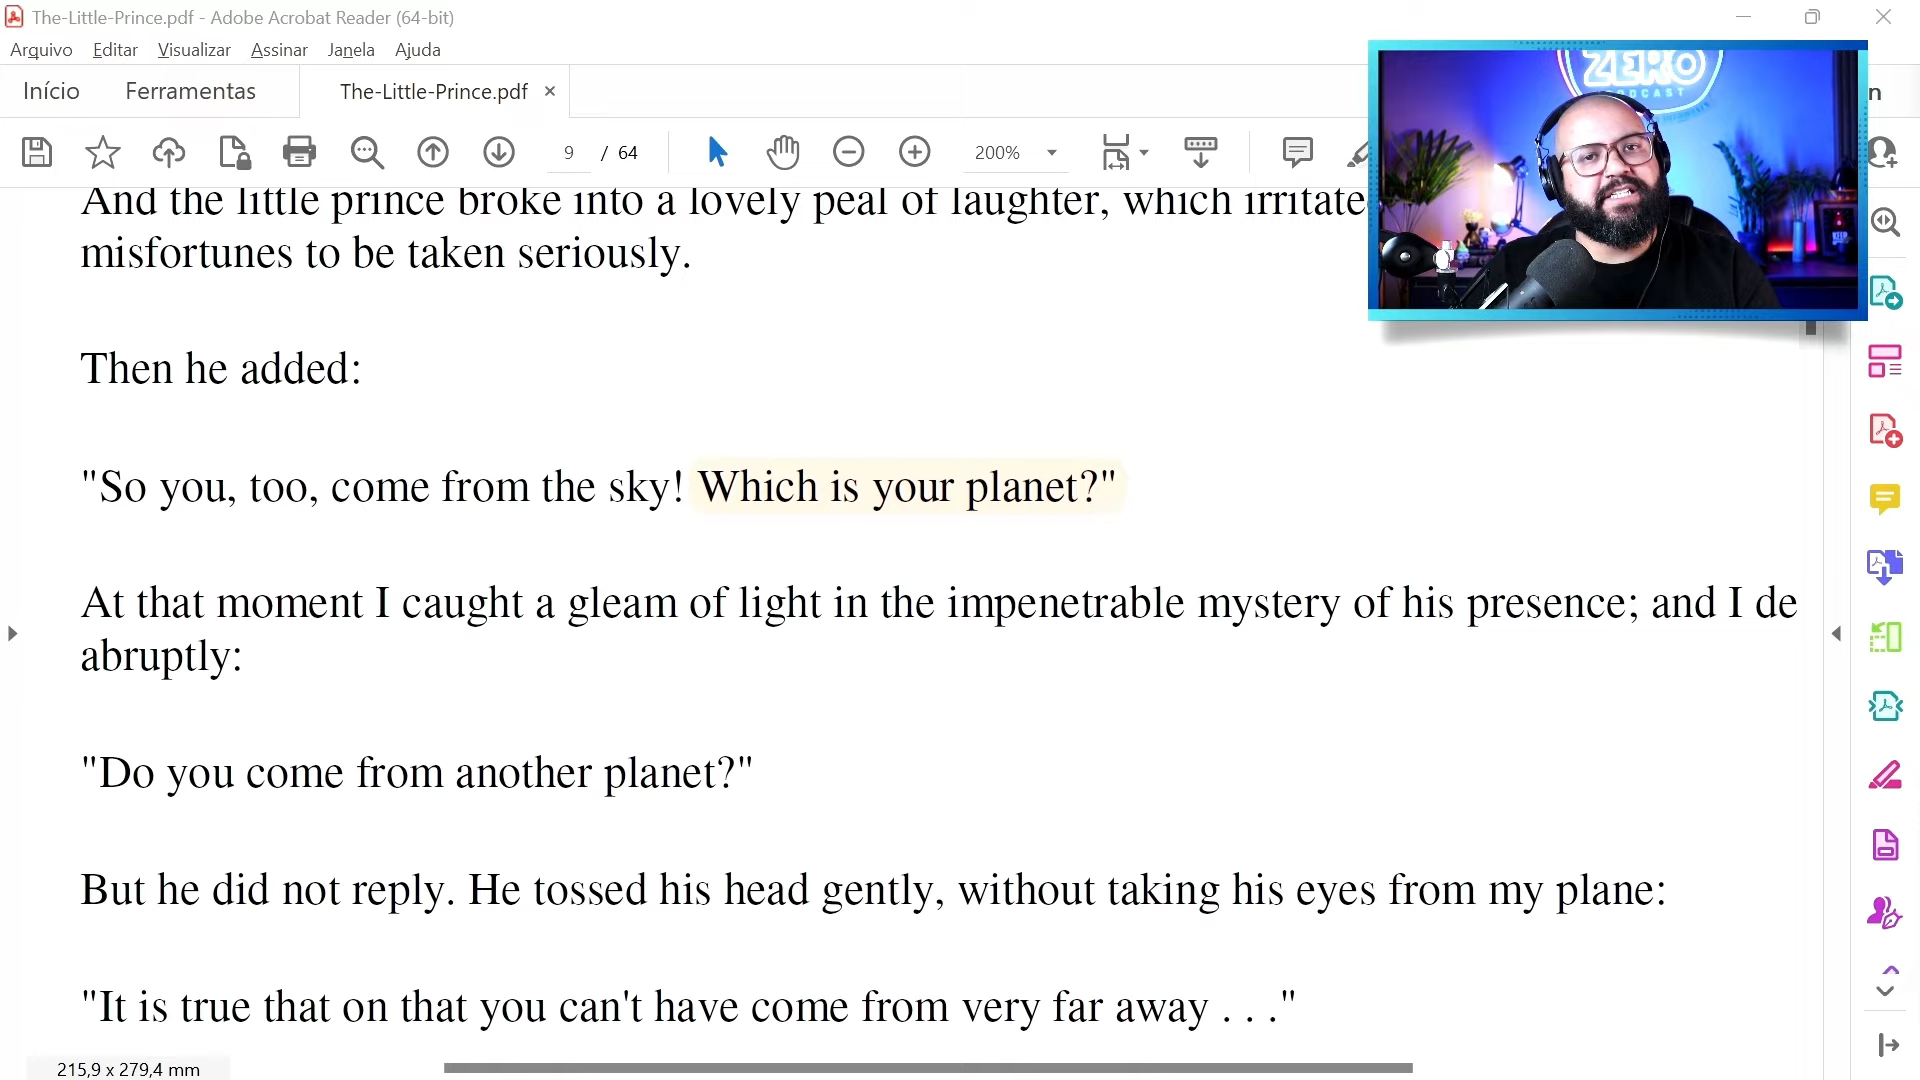 The-Little-Prince.pdf - Adobe Acrobat Reader (64-bit)
Arquivo Editar Visualizar Assinar Janela Ajuda
Início Ferramentas The-Little-Prince.pdf ×
9 / 64 200%
ZERO
PODCAST
And the little prince broke into a lovely peal of laughter, which irritate
misfortunes to be taken seriously.
Then he added:
"So you, too, come from the sky! Which is your planet?"
At that moment I caught a gleam of light in the impenetrable mystery of his presence; and I de
abruptly:
"Do you come from another planet?"
But he did not reply. He tossed his head gently, without taking his eyes from my plane:
"It is true that on that you can't have come from very far away . . ."
215,9 x 279,4 mm